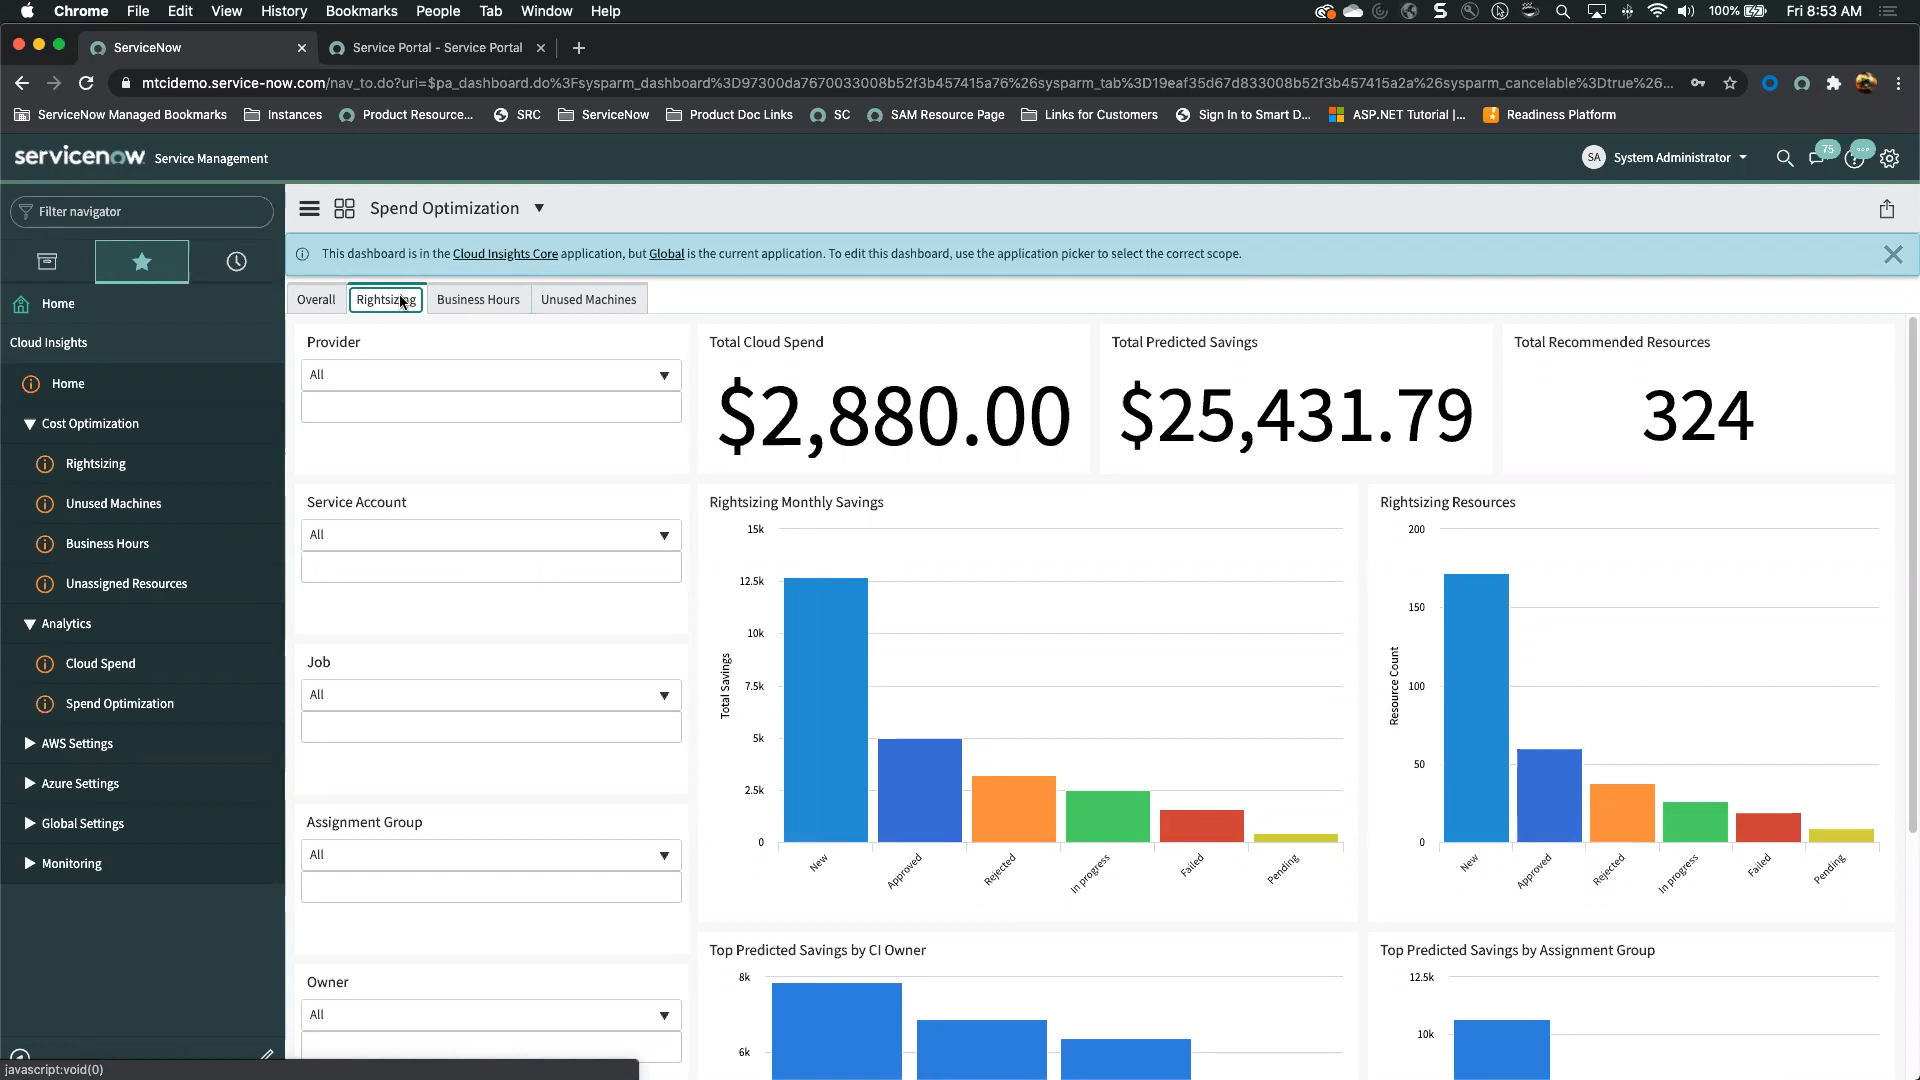 Chrome File Edit View History Bookmarks People Tab Window Help 100% Fri 8:53 AM
ServiceNow Service Portal - Service Portal
mtcidemo.service-now.com/nav_to.do?uri=$pa_dashboard.do%3Fsysparm_dashboard%3D97300da7670033008b52f3b457415a76%26sysparm_tab%3D19eaf35d67d833008b52f3b457415a2a%26sysparm_cancelable%3Dtrue%26...
ServiceNow Managed Bookmarks Instances Product Resource... SRC ServiceNow Product Doc Links SC SAM Resource Page Links for Customers Sign In to Smart D... ASP.NET Tutorial |... Readiness Platform
servicenow Service Management SA System Administrator 75
Filter navigator
Home
Cloud Insights
Home
Cost Optimization
Rightsizing
Unused Machines
Business Hours
Unassigned Resources
Analytics
Cloud Spend
Spend Optimization
AWS Settings
Azure Settings
Global Settings
Monitoring
javascript:void(0)
Spend Optimization
This dashboard is in the Cloud Insights Core application, but Global is the current application. To edit this dashboard, use the application picker to select the correct scope.
Overall Rightsizing Business Hours Unused Machines
Provider
All
Service Account
All
Job
All
Assignment Group
All
Owner
All
Total Cloud Spend
$2,880.00
Total Predicted Savings
$25,431.79
Total Recommended Resources
324
Rightsizing Monthly Savings
Total Savings
15k
12.5k
10k
7.5k
5k
2.5k
0
New Approved Rejected In progress Failed Pending
Rightsizing Resources
Resource Count
200
150
100
50
0
New Approved Rejected In progress Failed Pending
Top Predicted Savings by CI Owner
8k
6k
Top Predicted Savings by Assignment Group
12.5k
10k